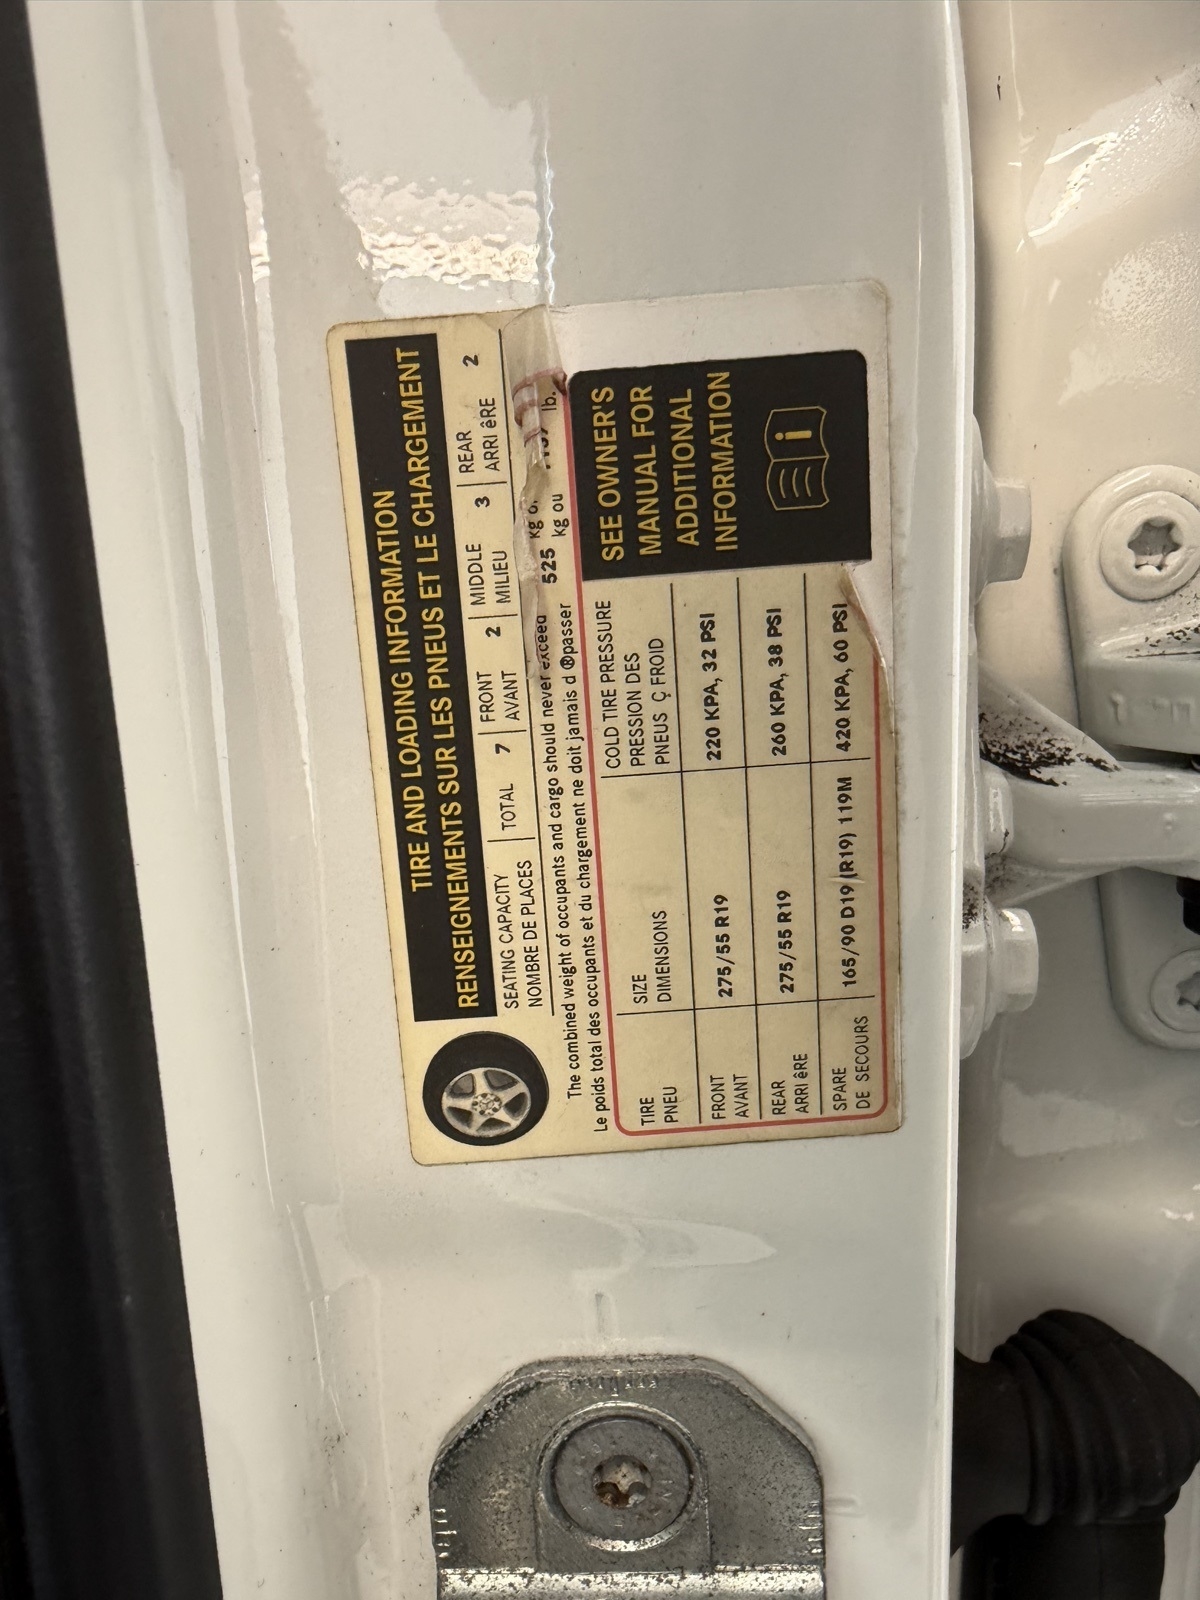 TIRE AND LOADING INFORMATION
RENSEIGNEMENTS SUR LES PNEUS ET LE CHARGEMENT
SEATING CAPACITY
NOMBRE DE PLACES
TOTAL 7
FRONT
AVANT
2
MIDDLE
MILIEU
3
REAR
ARRIêRE
2
The combined weight of occupants and cargo should never exceed 525 kg lb.
Le poids total des occupants et du chargement ne doit jamais d®passer kg ou
TIRE
PNEU
SIZE
DIMENSIONS
COLD TIRE PRESSURE
PRESSION DES
PNEUS Ç FROID
FRONT
AVANT
275/55 R19
220 KPA, 32 PSI
REAR
ARRIêRE
275/55 R19
260 KPA, 38 PSI
SPARE
DE SECOURS
165/90 D19 (R19) 119M
420 KPA, 60 PSI
SEE OWNER'S
MANUAL FOR
ADDITIONAL
INFORMATION